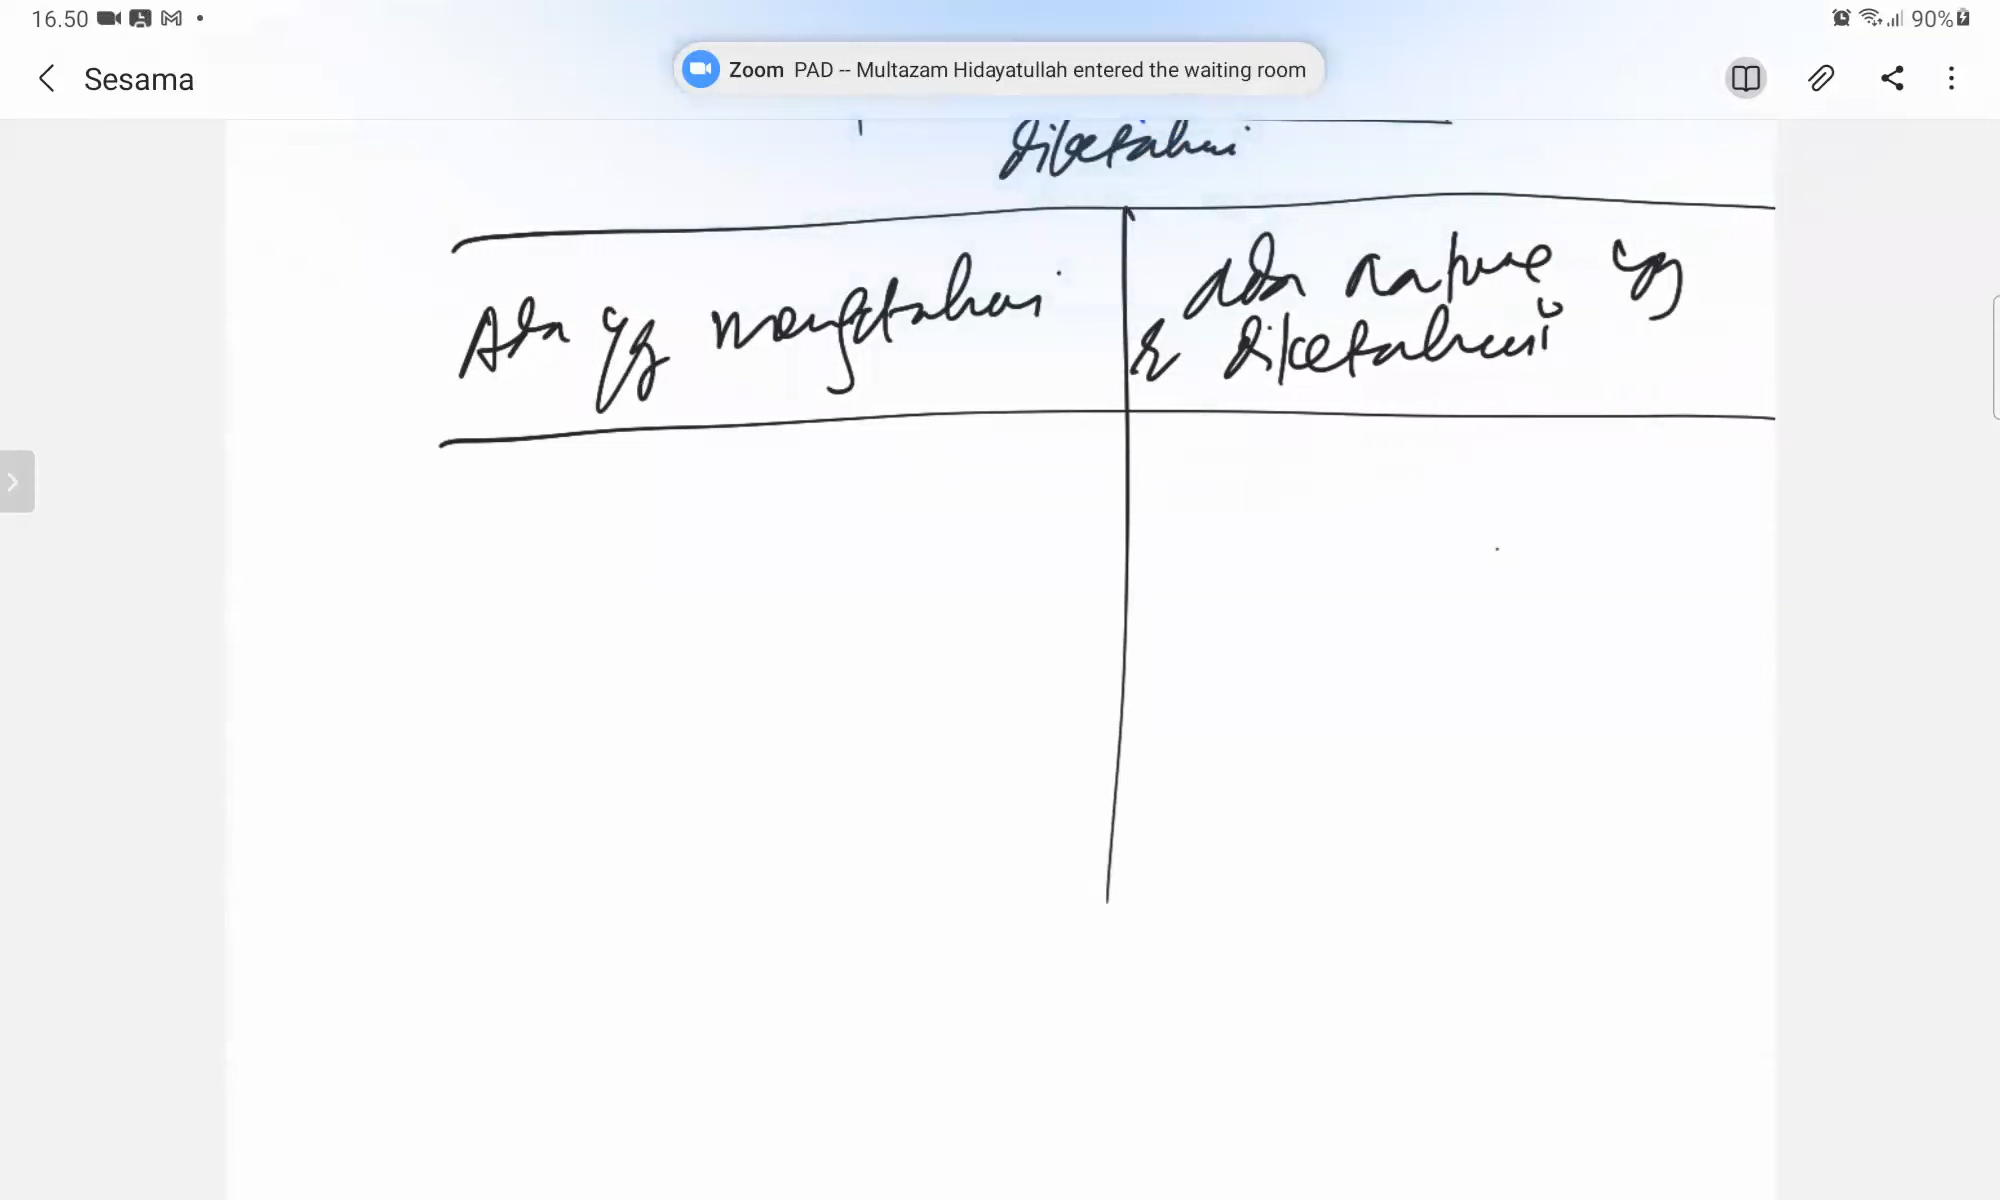 16.50
90%
Sesama
Zoom PAD -- Multazam Hidayatullah entered the waiting room
diketahui
Ada yg mengetahui
ada nature yg
diketahui